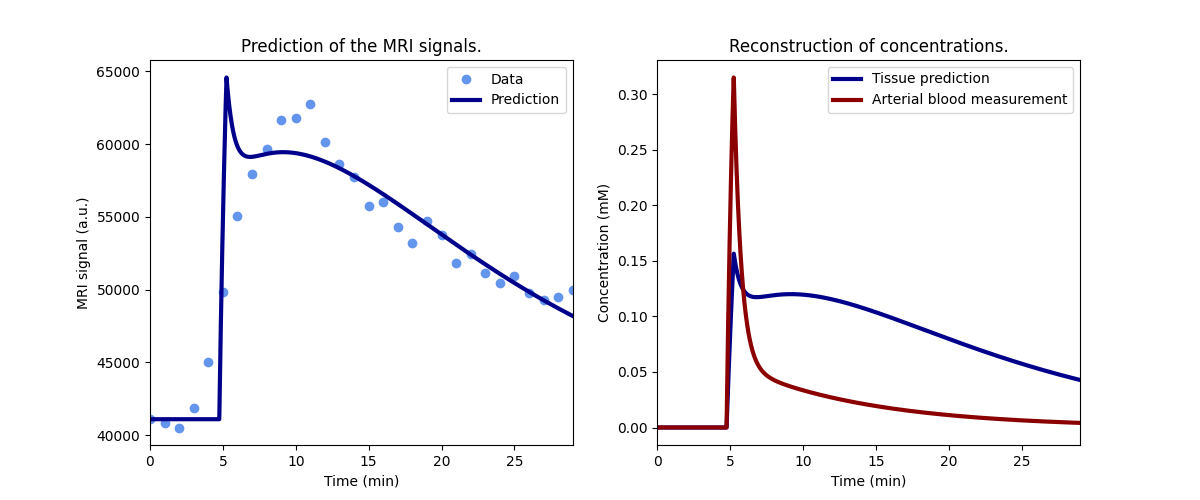 Prediction of the MRI signals.
MRI signal (a.u.)
65000
60000
55000
50000
45000
40000
Data
Prediction
0
5
10
15
20
25
Time (min)
Reconstruction of concentrations.
Concentration (mM)
0.30
0.25
0.20
0.15
0.10
0.05
0.00
Tissue prediction
Arterial blood measurement
0
5
10
15
20
25
Time (min)